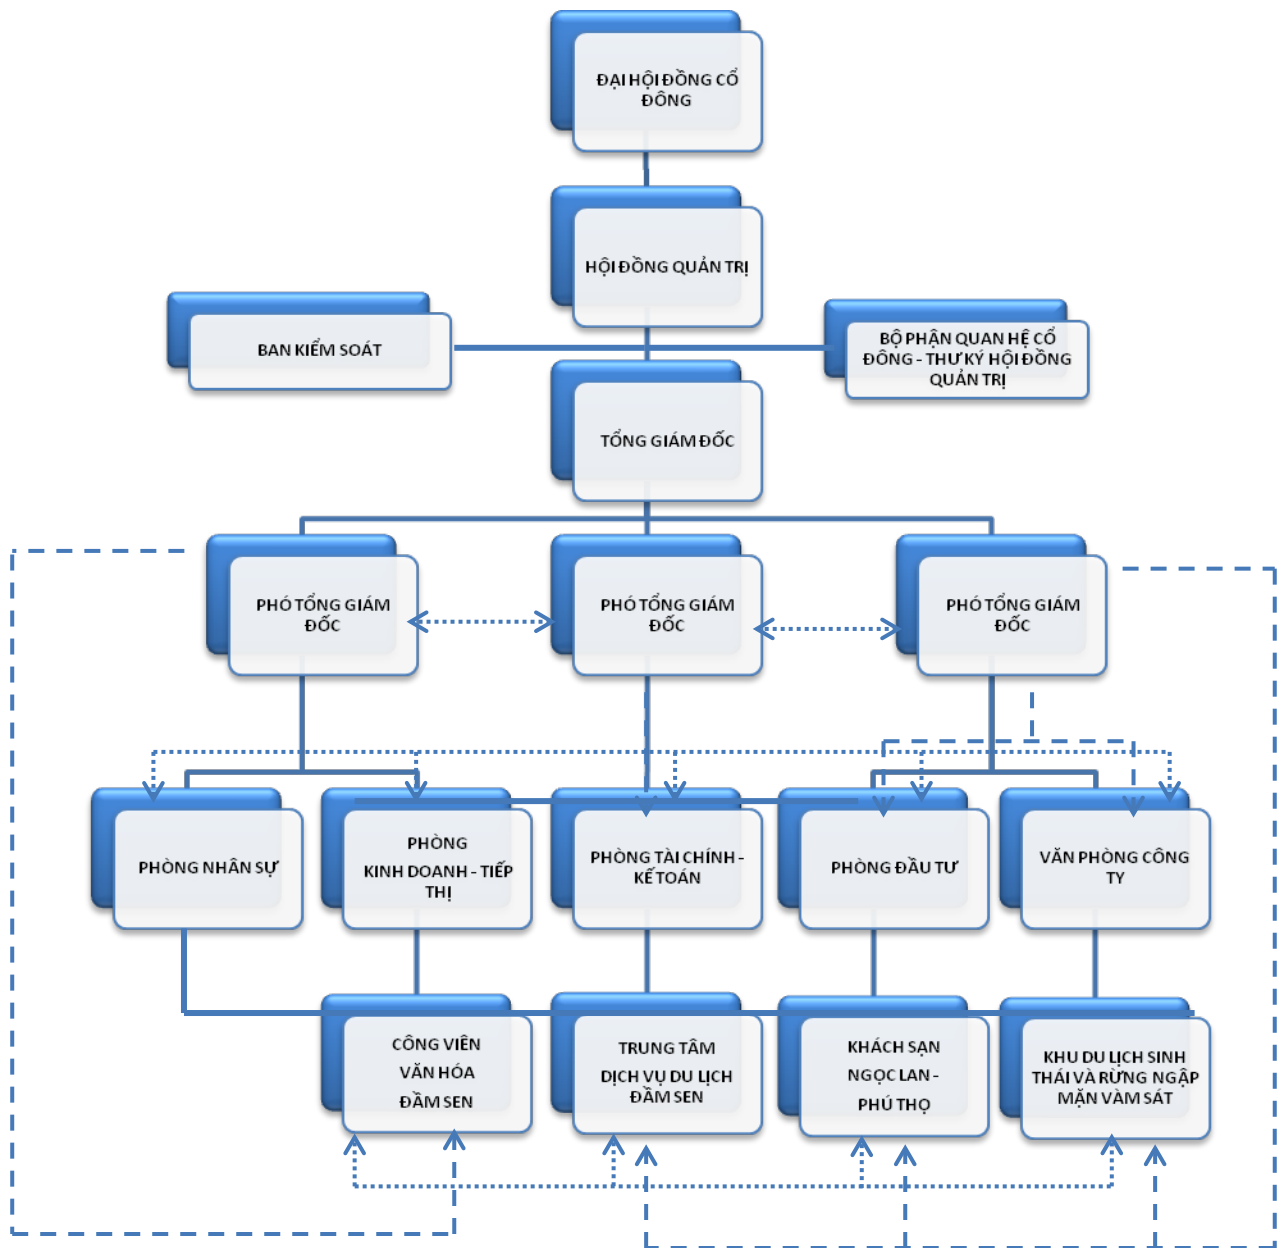 ĐẠI HỘI ĐỒNG CỔ
ĐÔNG
HỘI ĐỒNG QUẢN TRỊ
BAN KIỂM SOÁT
BỘ PHẬN QUAN HỆ CỔ
ĐÔNG - THƯ KÝ HỘI ĐỒNG
QUẢN TRỊ
TỔNG GIÁM ĐỐC
PHÓ TỔNG GIÁM
ĐỐC
PHÓ TỔNG GIÁM
ĐỐC
PHÓ TỔNG GIÁM
ĐỐC
PHÒNG NHÂN SỰ
PHÒNG
KINH DOANH - TIẾP
THỊ
PHÒNG TÀI CHÍNH -
KẾ TOÁN
PHÒNG ĐẦU TƯ
VĂN PHÒNG CÔNG
TY
CÔNG VIÊN
VĂN HÓA
ĐẦM SEN
TRUNG TÂM
DỊCH VỤ DU LỊCH
ĐẦM SEN
KHÁCH SẠN
NGỌC LAN -
PHÚ THỌ
KHU DU LỊCH SINH
THÁI VÀ RỪNG NGẬP
MẶN VÀM SÁT